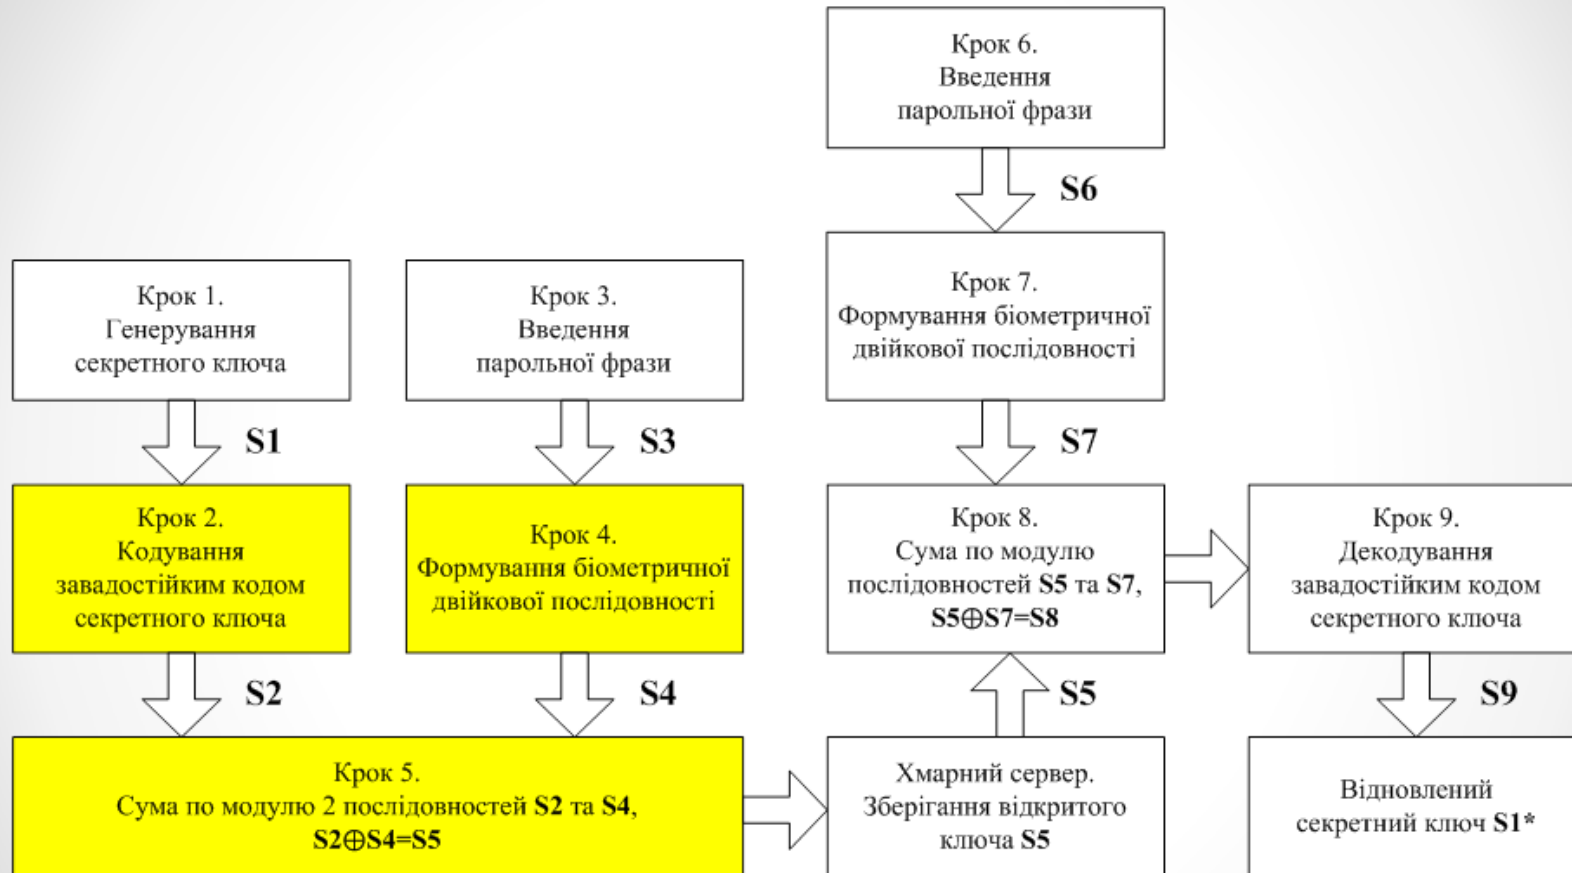 Крок 6.
Введення
парольної фрази
S6
Крок 1.
Генерування
секретного ключа
S1
Крок 3.
Введення
парольної фрази
S3
Крок 7.
Формування біометричної
двійкової послідовності
S7
Крок 2.
Кодування
завадостійким кодом
секретного ключа
S2
Крок 4.
Формування біометричної
двійкової послідовності
S4
Крок 8.
Сума по модулю
послідовностей S5 та S7,
S5⊕S7=S8
S5
Крок 9.
Декодування
завадостійким кодом
секретного ключа
S9
Крок 5.
Сума по модулю 2 послідовностей S2 та S4,
S2⊕S4=S5
Хмарний сервер.
Зберігання відкритого
ключа S5
Відновлений
секретний ключ S1*